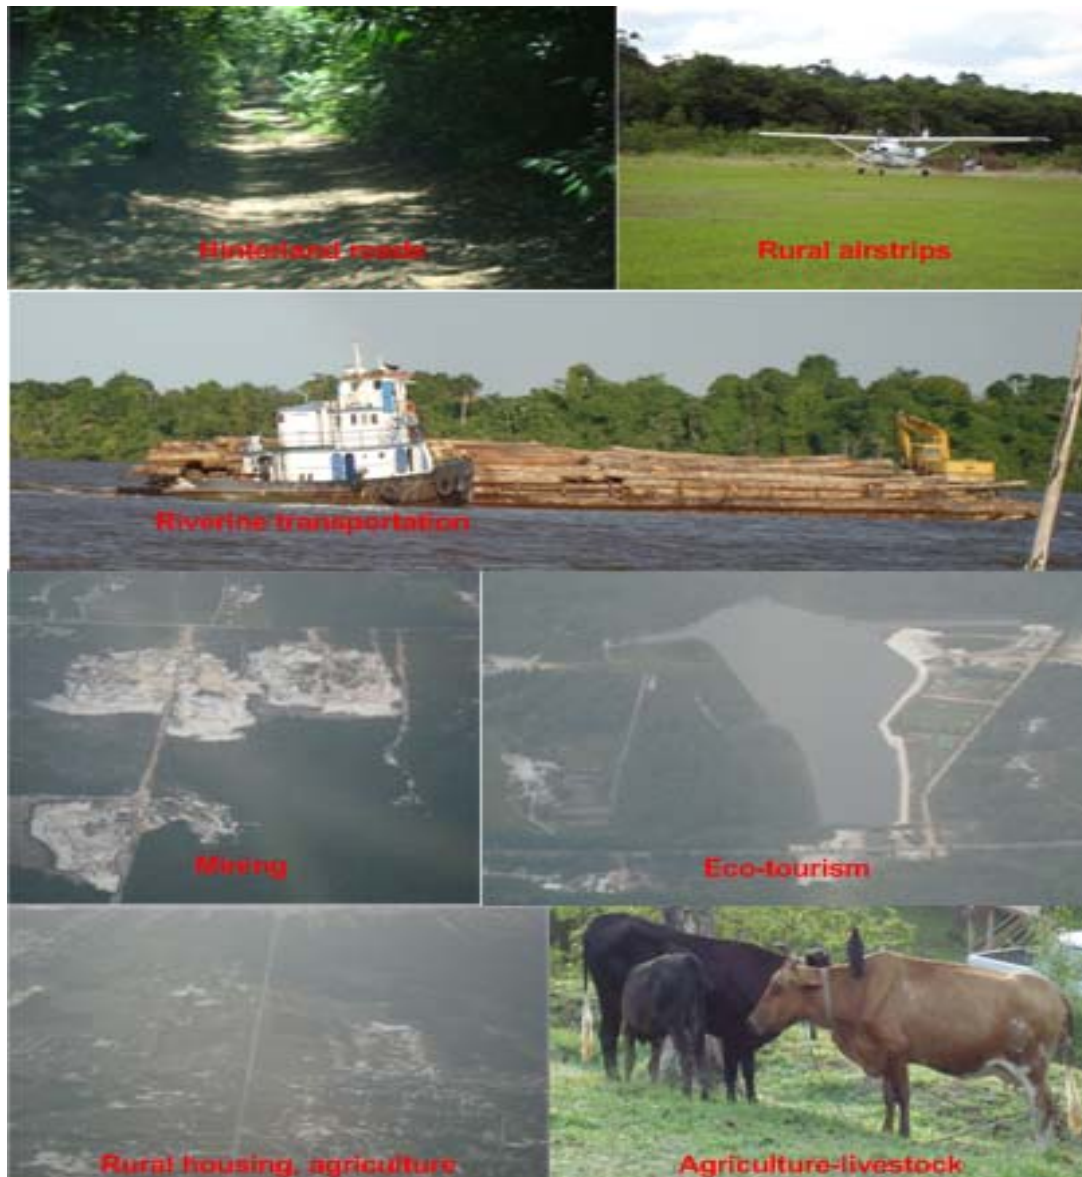 Hinterland roads
Rural airstrips
Riverine transportation
Mining
Eco-tourism
Rural housing, agriculture
Agriculture-livestock